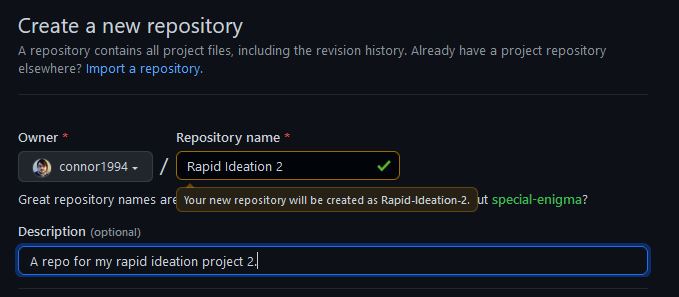 Create a new repository
A repository contains all project files, including the revision history. Already have a project repository
elsewhere? Import a repository.
Owner * Repository name *
connor1994 / Rapid Ideation 2
Great repository names are ut special-enigma?
Your new repository will be created as Rapid-Ideation-2.
Description (optional)
A repo for my rapid ideation project 2.